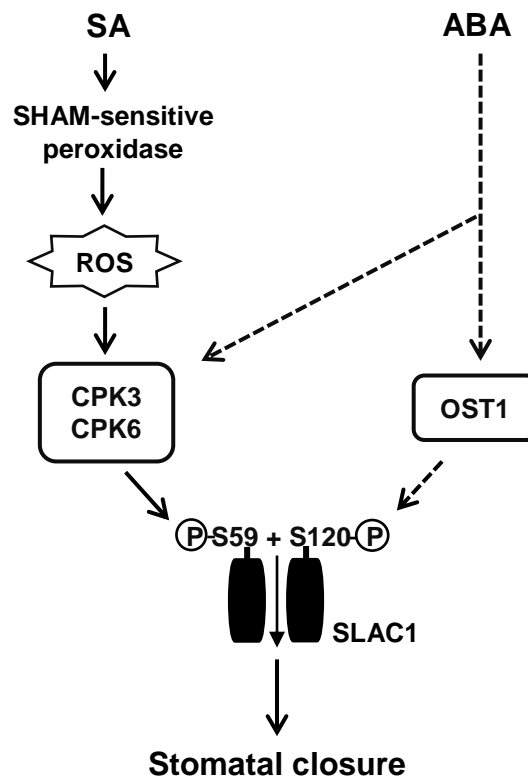 SA
ABA
SHAM-sensitive
peroxidase
ROS
CPK3
CPK6
OST1
P-S59 + S120-P
SLAC1
Stomatal closure